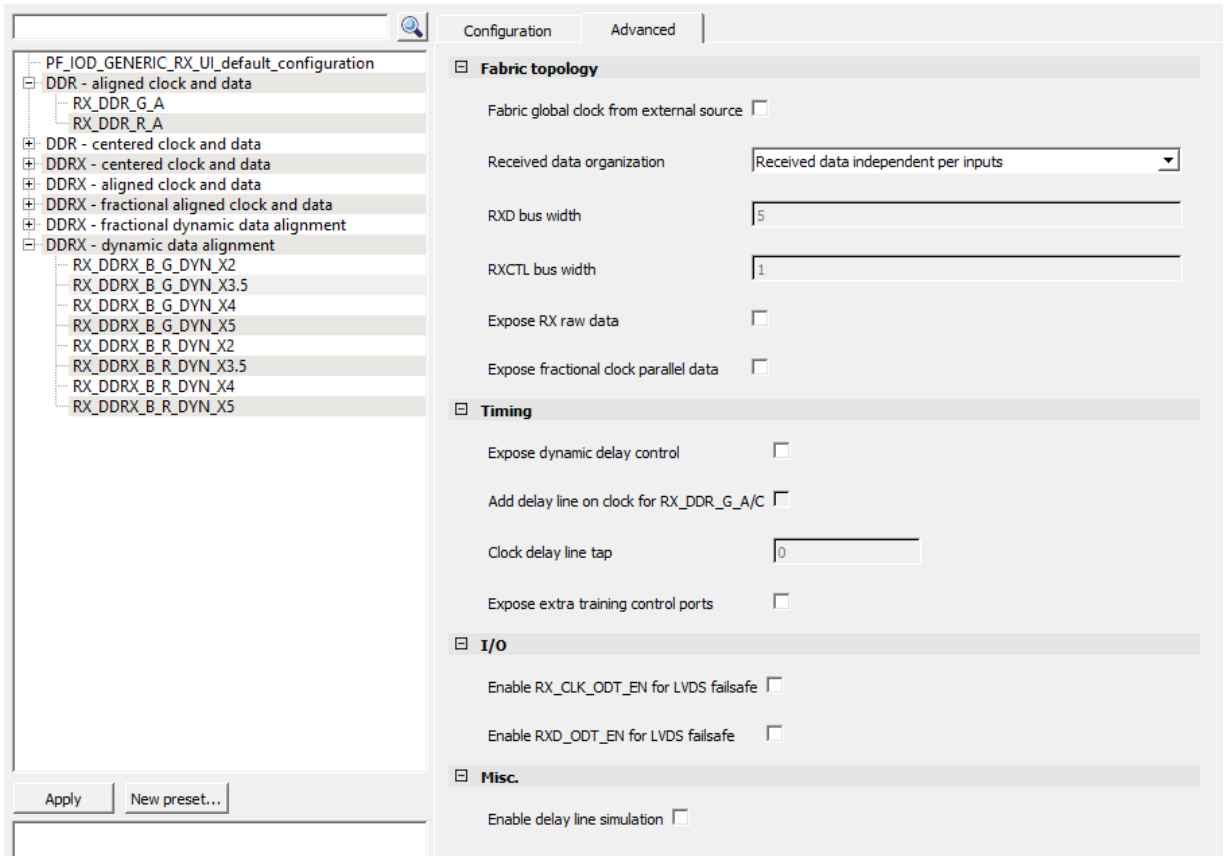 PF_IOD_GENERIC_RX_UI_default_configuration
DDR - aligned clock and data
RX_DDR_G_A
RX_DDR_R_A
DDR - centered clock and data
DDRX - centered clock and data
DDRX - aligned clock and data
DDRX - fractional aligned clock and data
DDRX - fractional dynamic data alignment
DDRX - dynamic data alignment
RX_DDRX_B_G_DYN_X2
RX_DDRX_B_G_DYN_X3.5
RX_DDRX_B_G_DYN_X4
RX_DDRX_B_G_DYN_X5
RX_DDRX_B_R_DYN_X2
RX_DDRX_B_R_DYN_X3.5
RX_DDRX_B_R_DYN_X4
RX_DDRX_B_R_DYN_X5
Apply New preset...
Configuration Advanced
Fabric topology
Fabric global clock from external source
Received data organization Received data independent per inputs
RXD bus width 5
RXCTL bus width 1
Expose RX raw data
Expose fractional clock parallel data
Timing
Expose dynamic delay control
Add delay line on clock for RX_DDR_G_A/C
Clock delay line tap 0
Expose extra training control ports
I/O
Enable RX_CLK_ODT_EN for LVDS failsafe
Enable RXD_ODT_EN for LVDS failsafe
Misc.
Enable delay line simulation